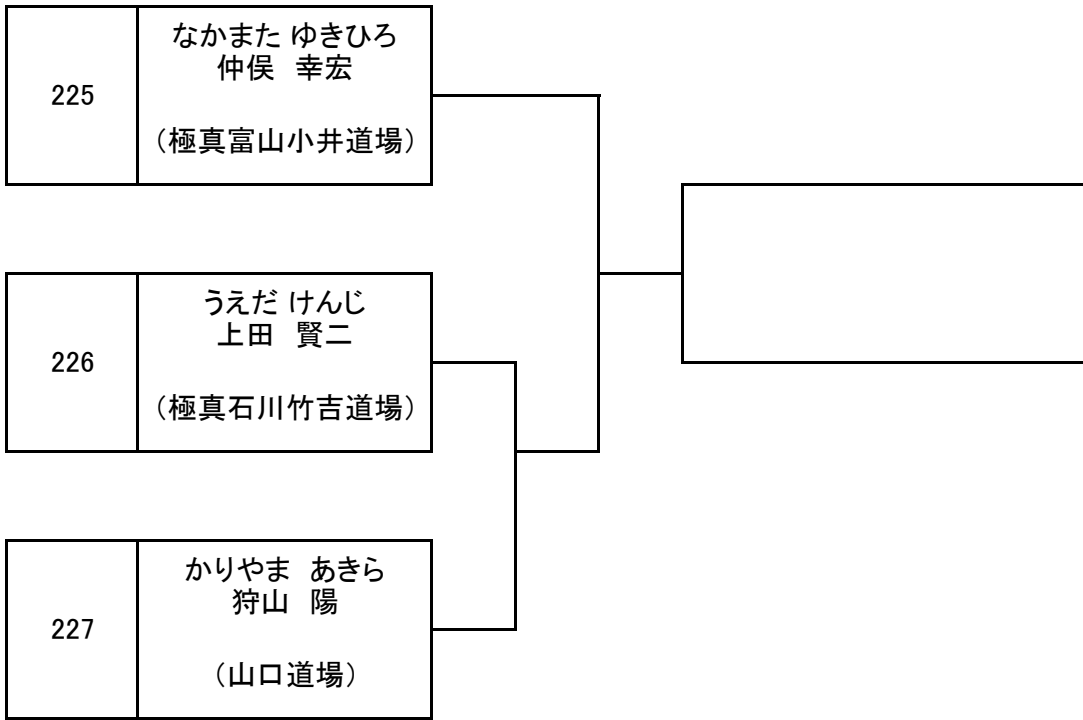 225
なかまた ゆきひろ
仲俣　幸宏
（極真富山小井道場）
226
うえだ けんじ
上田　賢二
（極真石川竹吉道場）
227
かりやま　あきら
狩山　陽
（山口道場）